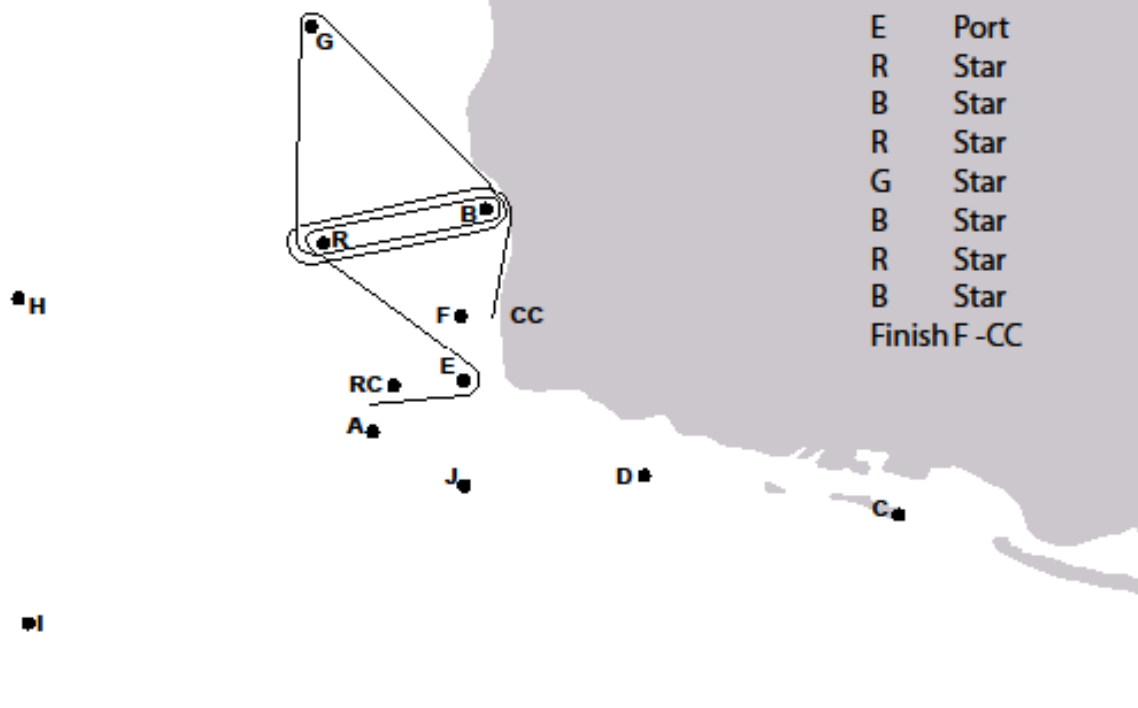 G
B
R
H
F
CC
E
RC
A
J
D
C
I
E Port
R Star
B Star
R Star
G Star
B Star
R Star
B Star
Finish F -CC